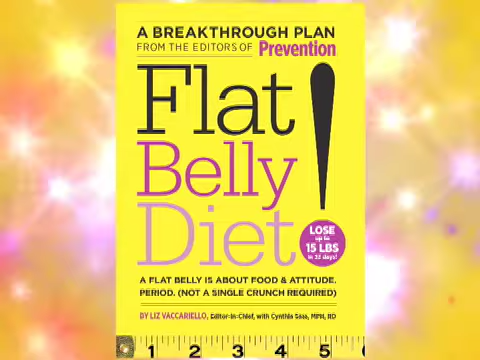 A BREAKTHROUGH PLAN
FROM THE EDITORS OF Prevention
Flat!
Belly
Diet
LOSE
up to
15 LBS
in 32 days!
A FLAT BELLY IS ABOUT FOOD & ATTITUDE.
PERIOD. (NOT A SINGLE CRUNCH REQUIRED)
BY LIZ VACCARIELLO, Editor-in-Chief, with Cynthia Sass, MPH, RD
1 2 3 4 5 6